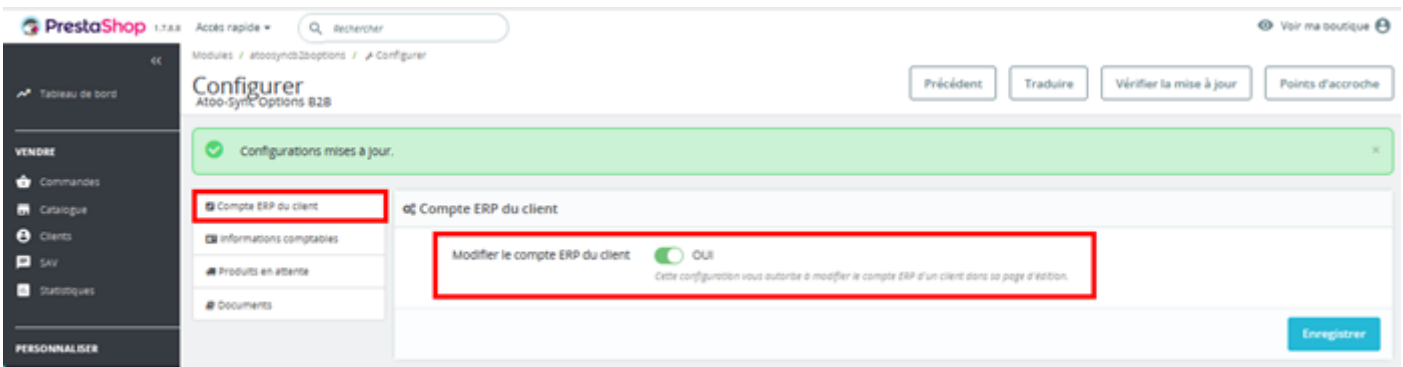 PrestaShop 1.7.8.8 Accès rapide Rechercher Voir ma boutique
Modules / atoosyncb2boptions / Configurer
Configurer
Atoo-Sync Options B2B
Précédent Traduire Vérifier la mise à jour Points d'accroche
Tableau de bord
Configurations mises à jour.
VENDRE
Commandes
Catalogue
Clients
SAV
Statistiques
PERSONNALISER
Compte ERP du client
Informations comptables
Produits en attente
Documents
Compte ERP du client
Modifier le compte ERP du client OUI
Cette configuration vous autorise à modifier le compte ERP d'un client dans sa page d'édition.
Enregistrer